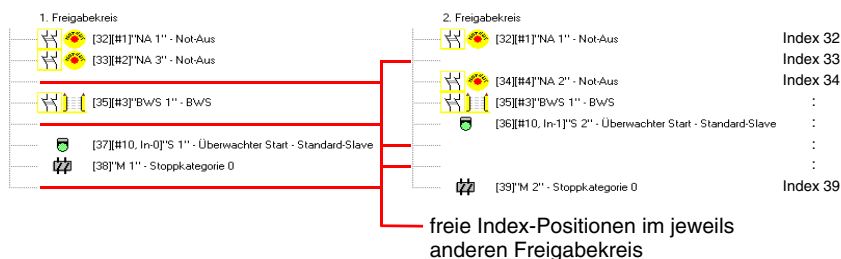 1. Freigabekreis
[32][#1]"NA 1" - Not-Aus
[33][#2]"NA 3" - Not-Aus
[35][#3]"BWS 1" - BWS
[37][#10, In-0]"S 1" - Überwachter Start - Standard-Slave
[38]"M 1" - Stoppkategorie 0
2. Freigabekreis
[32][#1]"NA 1" - Not-Aus Index 32
Index 33
[34][#4]"NA 2" - Not-Aus Index 34
[35][#3]"BWS 1" - BWS :
[36][#10, In-1]"S 2" - Überwachter Start - Standard-Slave :
:
:
[39]"M 2" - Stoppkategorie 0 Index 39
freie Index-Positionen im jeweils
anderen Freigabekreis